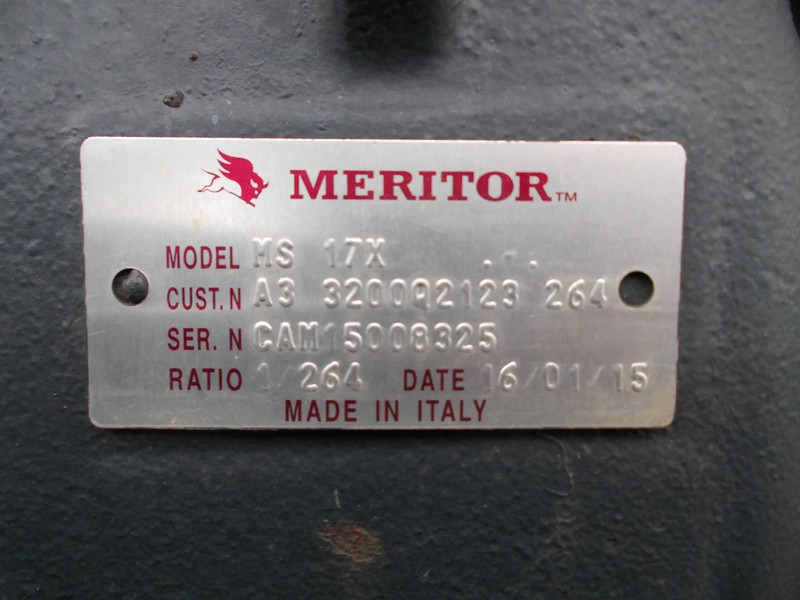 MERITOR™
MODEL MS 17X . - .
CUST. N A3 3200Q2123 264
SER. N CAM15008325
RATIO 1/264 DATE 16/01/15
MADE IN ITALY